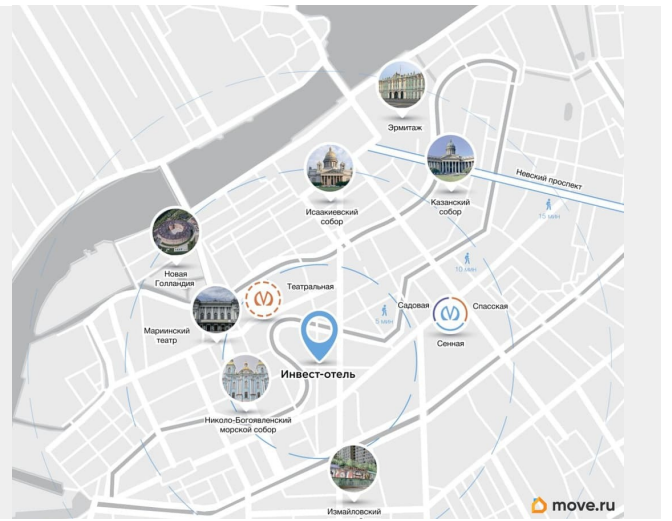 Эрмитаж
Невский проспект
Казанский
собор
15 мин
Исаакиевский
собор
Новая
Голландия
10 мин
Театральная
Садовая
Спасская
5 мин
Мариинский
театр
Сенная
Инвест-отель
Николо-Богоявленский
морской собор
Измайловский
move.ru